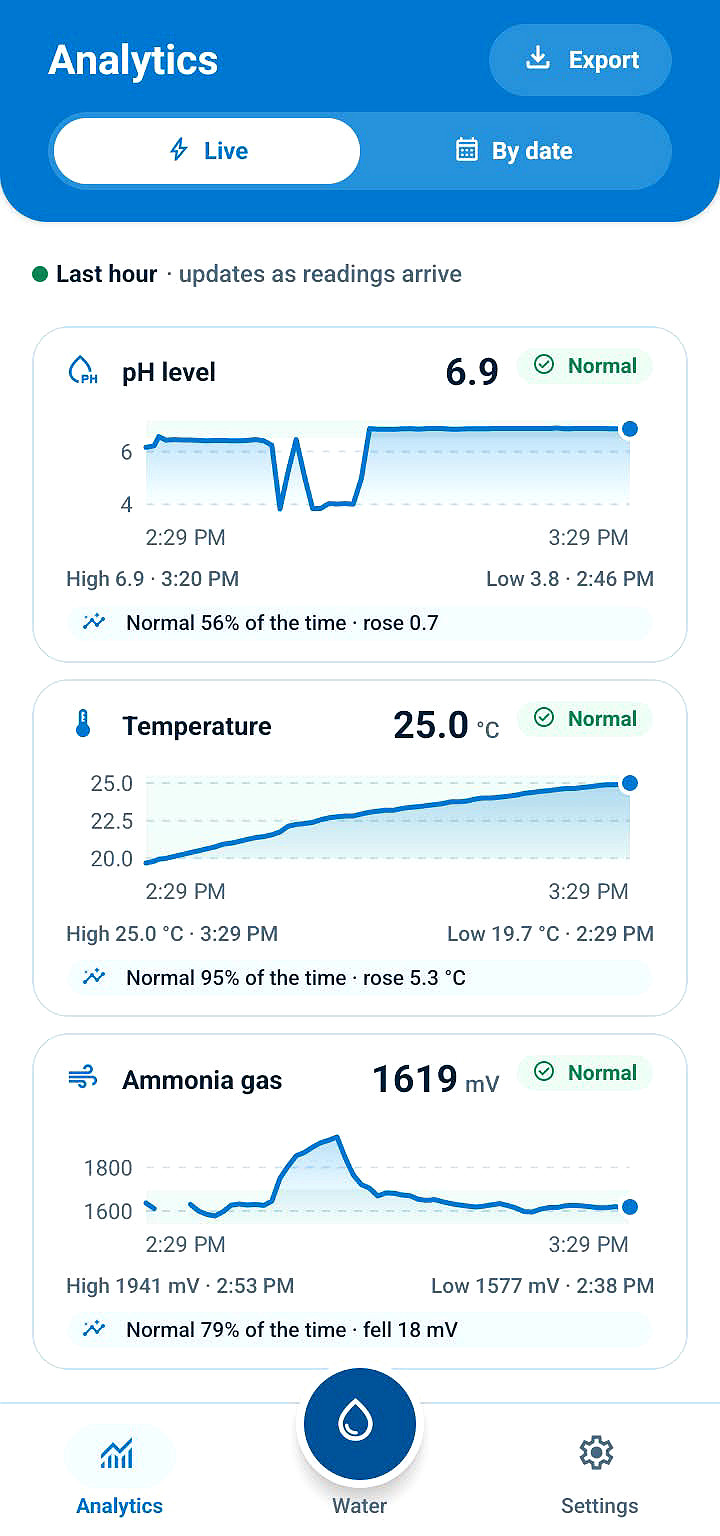 Analytics
Export
Live
By date
Last hour · updates as readings arrive
PH
pH level
6.9
Normal
6
4
2:29 PM
3:29 PM
High 6.9 · 3:20 PM
Low 3.8 · 2:46 PM
Normal 56% of the time · rose 0.7
Temperature
25.0 °C
Normal
25.0
22.5
20.0
2:29 PM
3:29 PM
High 25.0 °C · 3:29 PM
Low 19.7 °C · 2:29 PM
Normal 95% of the time · rose 5.3 °C
Ammonia gas
1619 mV
Normal
1800
1600
2:29 PM
3:29 PM
High 1941 mV · 2:53 PM
Low 1577 mV · 2:38 PM
Normal 79% of the time · fell 18 mV
Analytics
Water
Settings